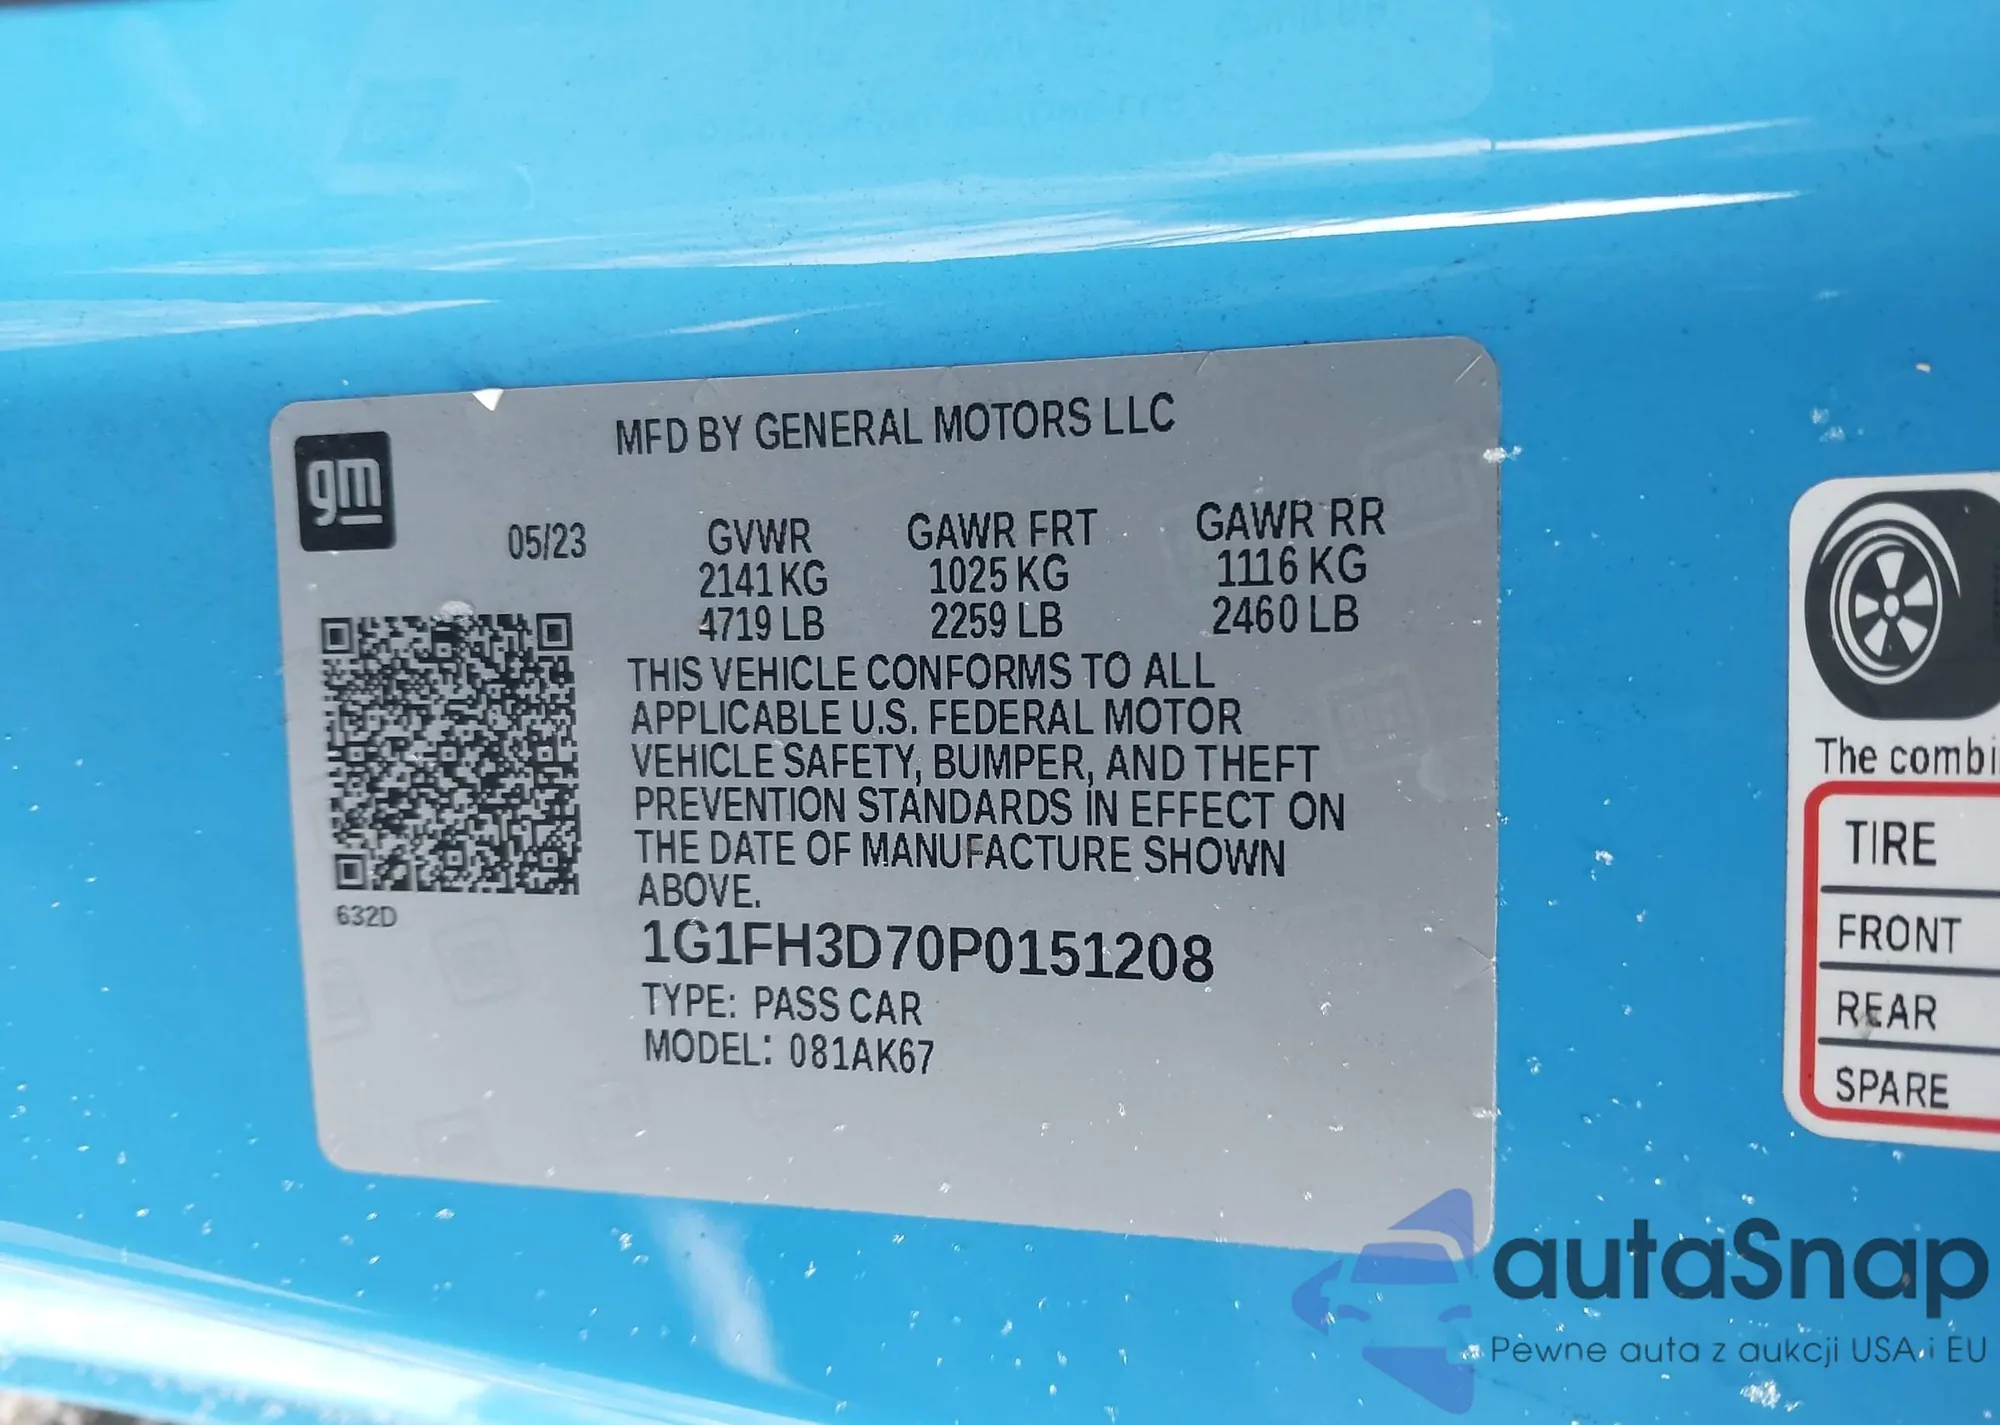 MFD BY GENERAL MOTORS LLC
gm
05/23
GVWR GAWR FRT GAWR RR
2141 KG 1025 KG 1116 KG
4719 LB 2259 LB 2460 LB
THIS VEHICLE CONFORMS TO ALL
APPLICABLE U.S. FEDERAL MOTOR
VEHICLE SAFETY, BUMPER, AND THEFT
PREVENTION STANDARDS IN EFFECT ON
THE DATE OF MANUFACTURE SHOWN
ABOVE.
632D
1G1FH3D70P0151208
TYPE: PASS CAR
MODEL: 081AK67
The combi
TIRE
FRONT
REAR
SPARE
autaSnap
Pewne auta z aukcji USA i EU